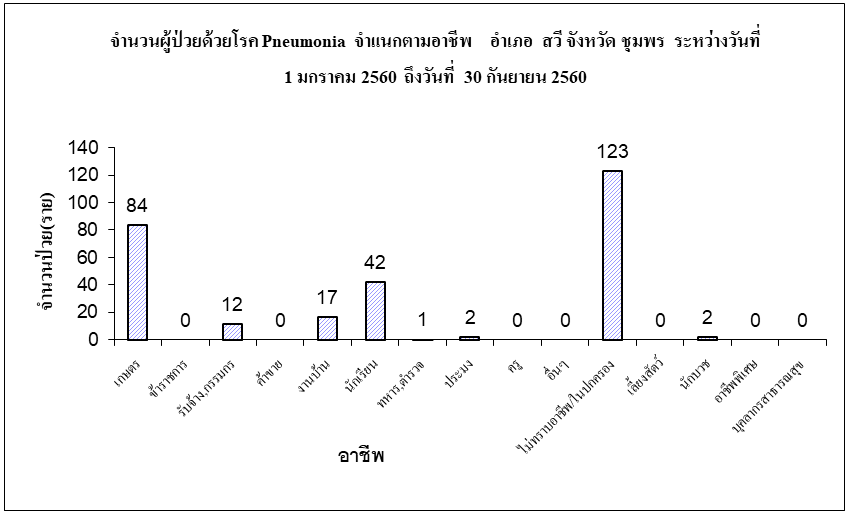 จำนวนผู้ป่วยด้วยโรค Pneumonia จำแนกตามอาชีพ อำเภอ สวี จังหวัด ชุมพร ระหว่างวันที่
1 มกราคม 2560 ถึงวันที่ 30 กันยายน 2560
จำนวนป่วย(ราย)
140
120
100
80
60
40
20
0
84
0
12
0
17
42
1
2
0
0
123
0
2
0
0
เกษตร
ข้าราชการ
รับจ้าง,กรรมกร
ค้าขาย
งานบ้าน
นักเรียน
ทหาร,ตำรวจ
ประมง
ครู
อื่นๆ
ไม่ทราบอาชีพ/ในปกครอง
เลี้ยงสัตว์
นักบวช
อาชีพพิเศษ
บุคลากรสาธารณสุข
อาชีพ